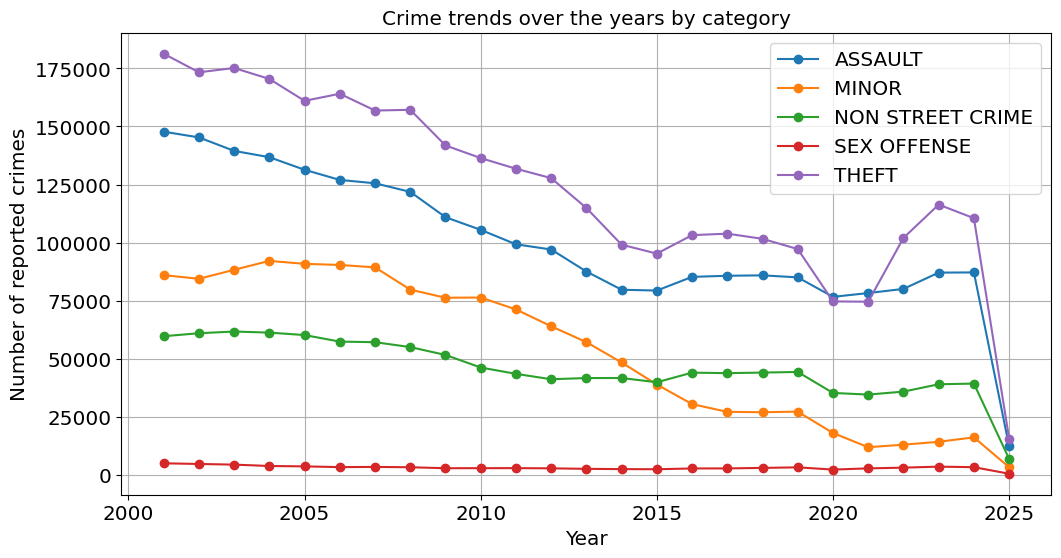 Crime trends over the years by category
Number of reported crimes
175000
150000
125000
100000
75000
50000
25000
0
ASSAULT
MINOR
NON STREET CRIME
SEX OFFENSE
THEFT
2000
2005
2010
2015
2020
2025
Year